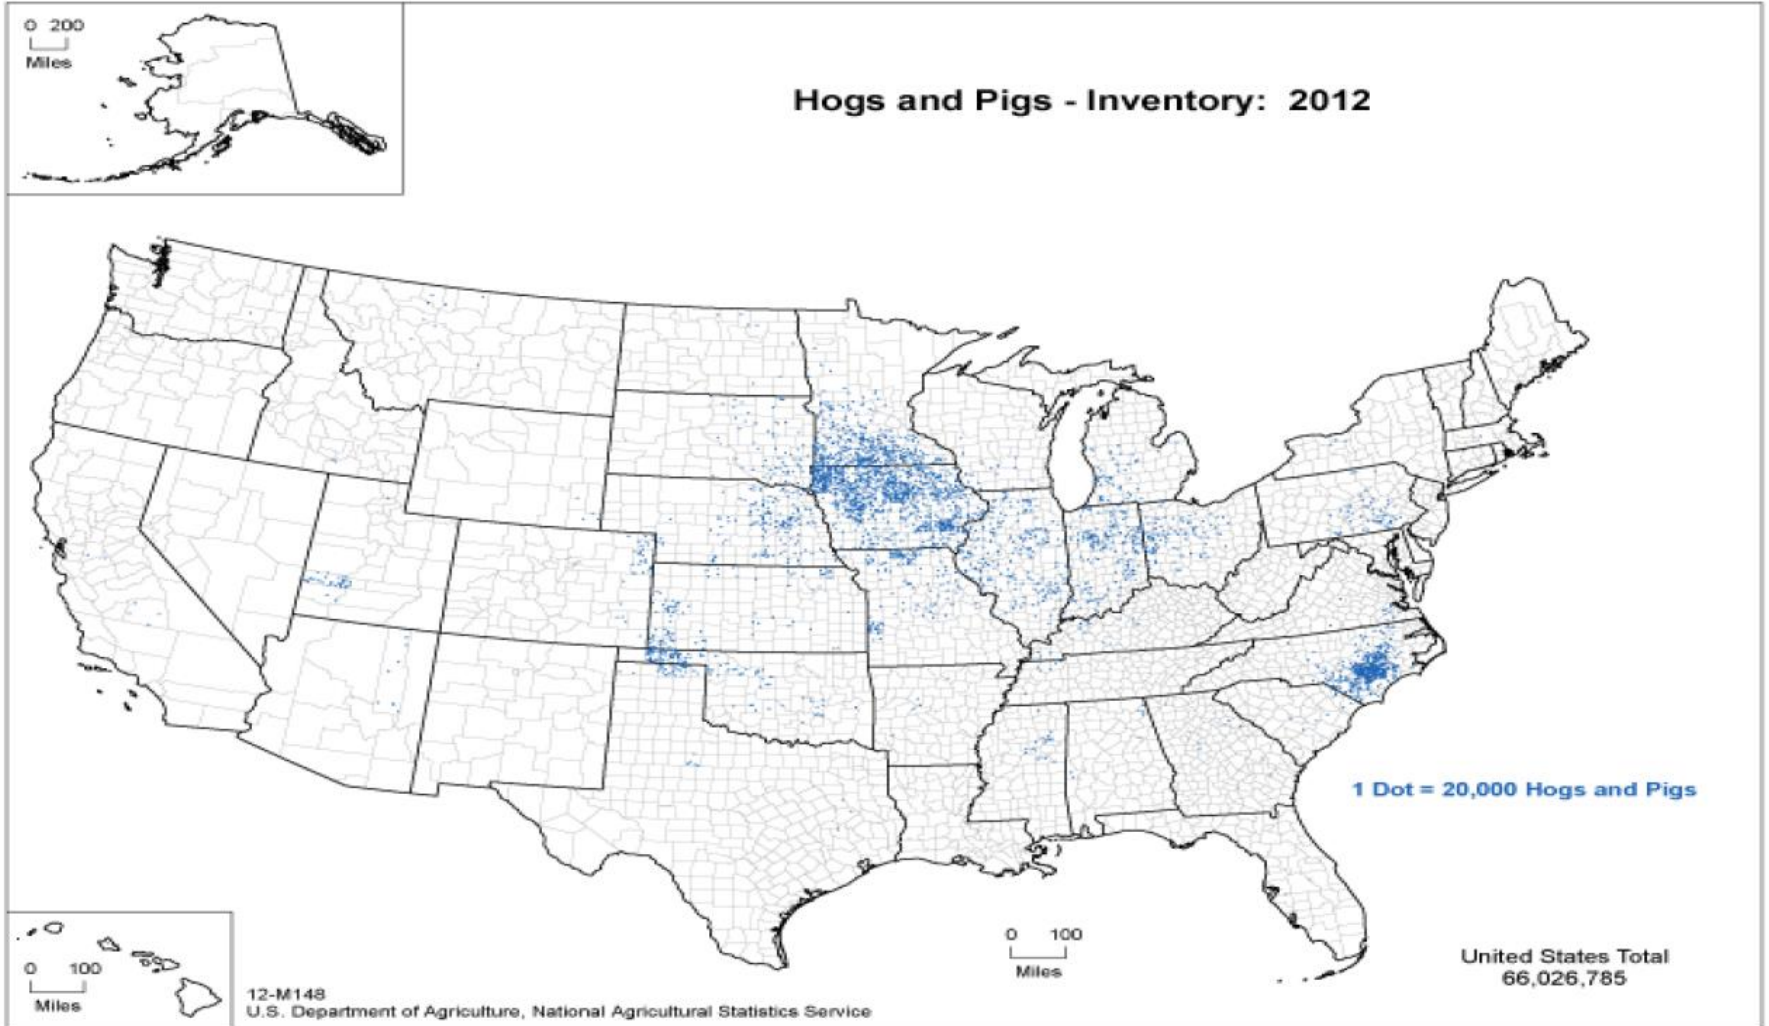 0 200
Miles
Hogs and Pigs - Inventory: 2012
1 Dot = 20,000 Hogs and Pigs
0 100
Miles
United States Total
66,026,785
0 100
Miles
12-M148
U.S. Department of Agriculture, National Agricultural Statistics Service